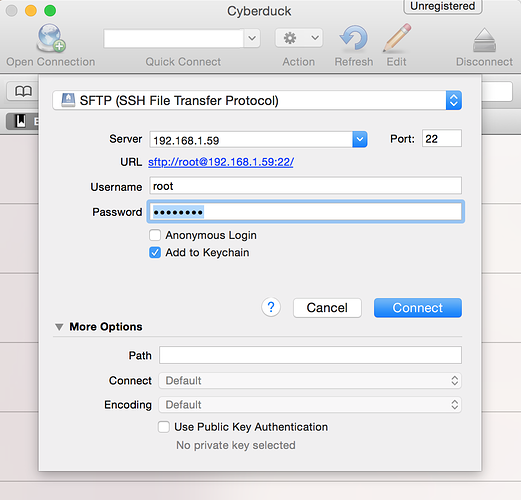 Cyberduck
Unregistered
Open Connection
Quick Connect
Action
Refresh
Edit
Disconnect
SFTP (SSH File Transfer Protocol)
Server 192.168.1.59 Port: 22
URL sftp://root@192.168.1.59:22/
Username root
Password ••••••••
Anonymous Login
Add to Keychain
? Cancel Connect
More Options
Path
Connect Default
Encoding Default
Use Public Key Authentication
No private key selected